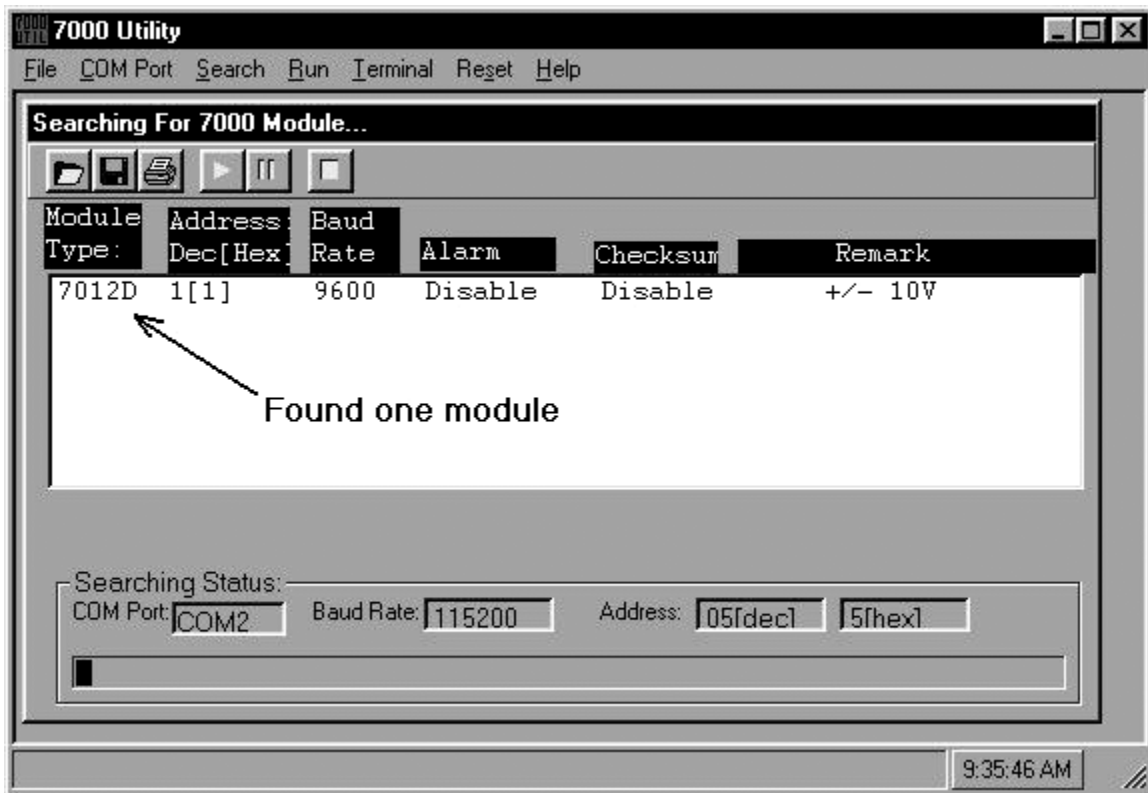 7000 UTIL 7000 Utility
File COM Port Search Run Terminal Reset Help
Searching For 7000 Module...
Module Type: Address: Dec[Hex] Baud Rate Alarm Checksum Remark
7012D 1[1] 9600 Disable Disable +/- 10V
Found one module
Searching Status:
COM Port: COM2 Baud Rate: 115200 Address: 05[dec] 5[hex]
9:35:46 AM